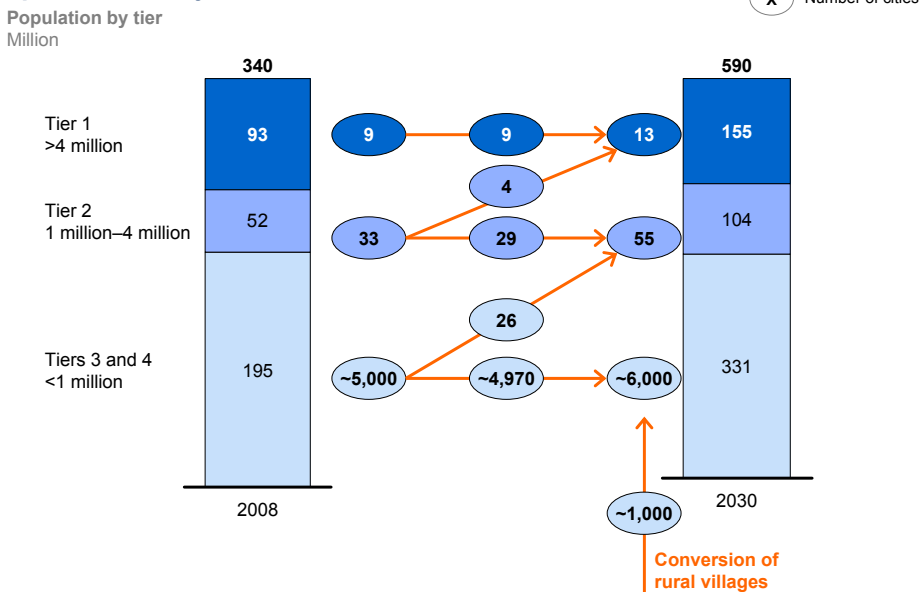 x Number of cities
Population by tier
Million
340
590
Tier 1
>4 million
93
9
9
13
155
4
Tier 2
1 million–4 million
52
33
29
55
104
26
Tiers 3 and 4
<1 million
195
~5,000
~4,970
~6,000
331
2008
~1,000
2030
Conversion of
rural villages